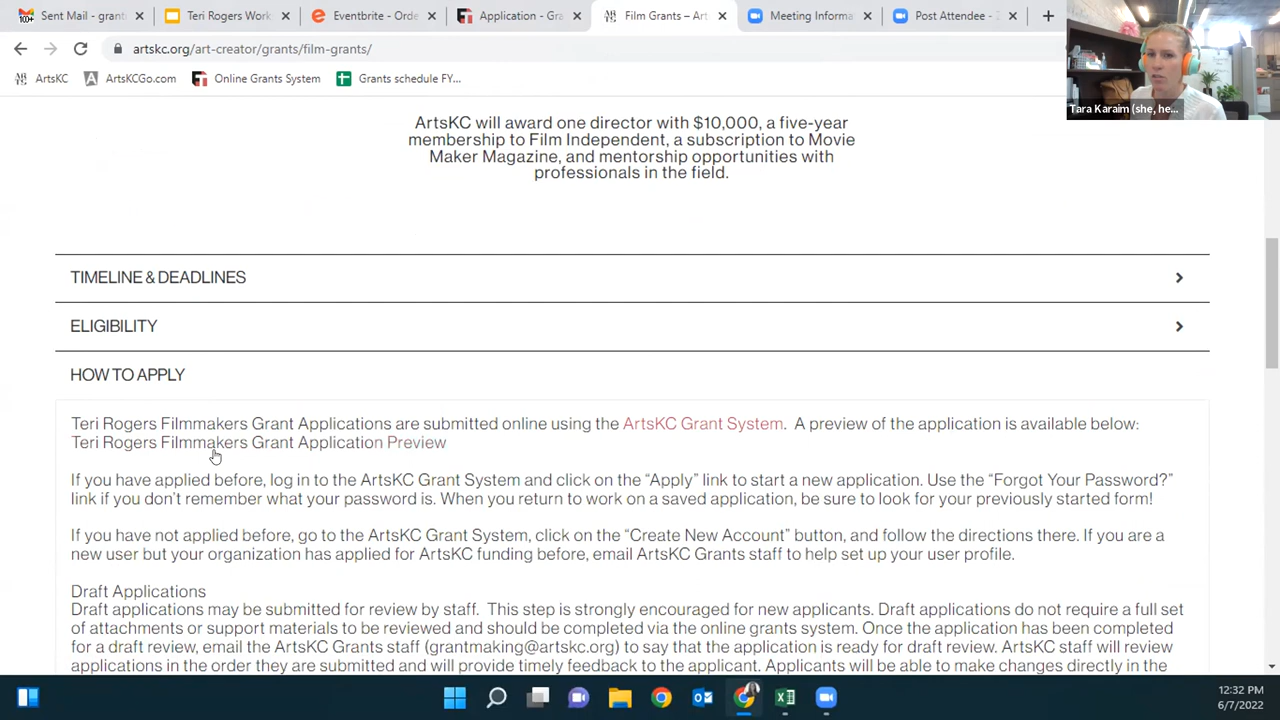 Sent Mail - grant
Teri Rogers Work
Eventbrite - Orde
Application - Gra
Film Grants – Art
Meeting Informa
Post Attendee - Z
artskc.org/art-creator/grants/film-grants/
ArtsKC
ArtsKCGo.com
Online Grants System
Grants schedule FY...
Tara Karaim (she, he...
ArtsKC will award one director with $10,000, a five-year
membership to Film Independent, a subscription to Movie
Maker Magazine, and mentorship opportunities with
professionals in the field.
TIMELINE & DEADLINES
ELIGIBILITY
HOW TO APPLY
Teri Rogers Filmmakers Grant Applications are submitted online using the ArtsKC Grant System. A preview of the application is available below:
Teri Rogers Filmmakers Grant Application Preview
If you have applied before, log in to the ArtsKC Grant System and click on the “Apply” link to start a new application. Use the “Forgot Your Password?”
link if you don’t remember what your password is. When you return to work on a saved application, be sure to look for your previously started form!
If you have not applied before, go to the ArtsKC Grant System, click on the “Create New Account” button, and follow the directions there. If you are a
new user but your organization has applied for ArtsKC funding before, email ArtsKC Grants staff to help set up your user profile.
Draft Applications
Draft applications may be submitted for review by staff. This step is strongly encouraged for new applicants. Draft applications do not require a full set
of attachments or support materials to be reviewed and should be completed via the online grants system. Once the application has been completed
for a draft review, email the ArtsKC Grants staff (grantmaking@artskc.org) to say that the application is ready for draft review. ArtsKC staff will review
applications in the order they are submitted and will provide timely feedback to the applicant. Applicants will be able to make changes directly in the
12:32 PM
6/7/2022